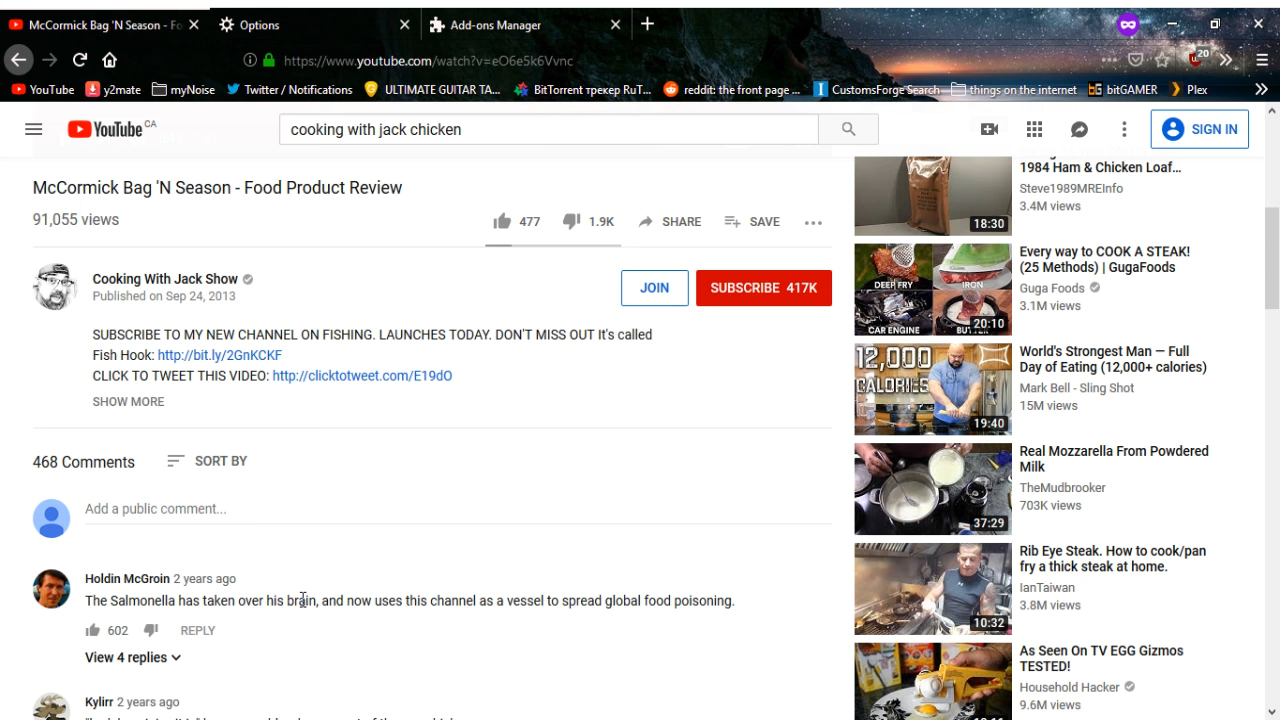 McCormick Bag 'N Season - Fo
Options
Add-ons Manager
20
https://www.youtube.com/watch?v=eO6e5k6Vvnc
YouTube
y2mate
myNoise
Twitter / Notifications
ULTIMATE GUITAR TA...
BitTorrent трекер RuT...
reddit: the front page ...
CustomsForge Search
things on the internet
bitGAMER
Plex
YouTube CA
cooking with jack chicken
SIGN IN
McCormick Bag 'N Season - Food Product Review
91,055 views
477
1.9K
SHARE
SAVE
Cooking With Jack Show
Published on Sep 24, 2013
JOIN
SUBSCRIBE 417K
SUBSCRIBE TO MY NEW CHANNEL ON FISHING. LAUNCHES TODAY. DON'T MISS OUT It's called
Fish Hook: http://bit.ly/2GnKCKF
CLICK TO TWEET THIS VIDEO: http://clicktotweet.com/E19dO
SHOW MORE
468 Comments
SORT BY
Add a public comment...
Holdin McGroin 2 years ago
The Salmonella has taken over his brain, and now uses this channel as a vessel to spread global food poisoning.
602
REPLY
View 4 replies
Kylirr 2 years ago
1984 Ham & Chicken Loaf...
Steve1989MREInfo
3.4M views
18:30
Every way to COOK A STEAK!
(25 Methods) | GugaFoods
Guga Foods
3.1M views
DEEP FRY
IRON
CAR ENGINE
20:10
World's Strongest Man — Full
Day of Eating (12,000+ calories)
Mark Bell - Sling Shot
15M views
12,000
CALORIES
19:40
Real Mozzarella From Powdered
Milk
TheMudbrooker
703K views
37:29
Rib Eye Steak. How to cook/pan
fry a thick steak at home.
IanTaiwan
3.8M views
10:32
As Seen On TV EGG Gizmos
TESTED!
Household Hacker
9.6M views